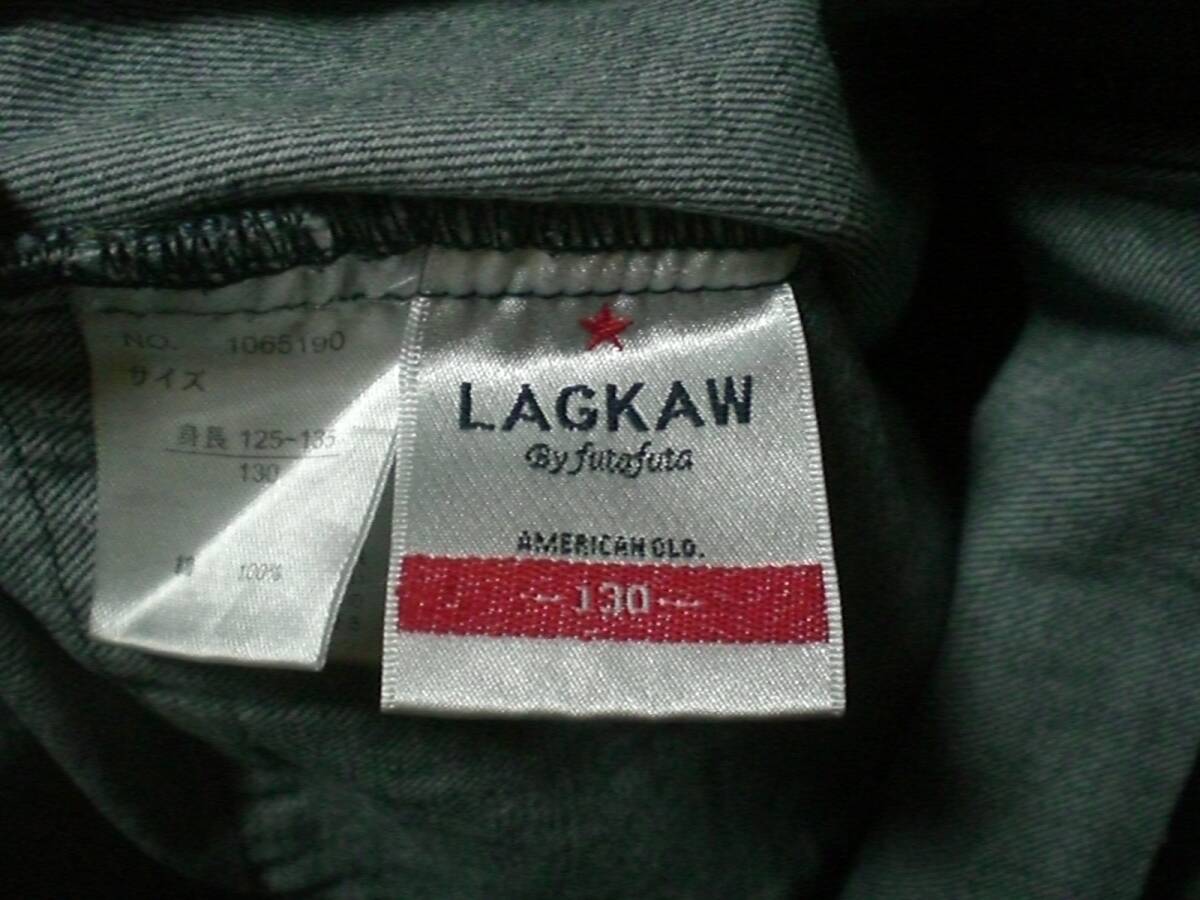 NO. 1065190
サイズ
身長 125~135
130
綿 100%
LAGKAW
By futafuta
AMERICAN OLD.
130